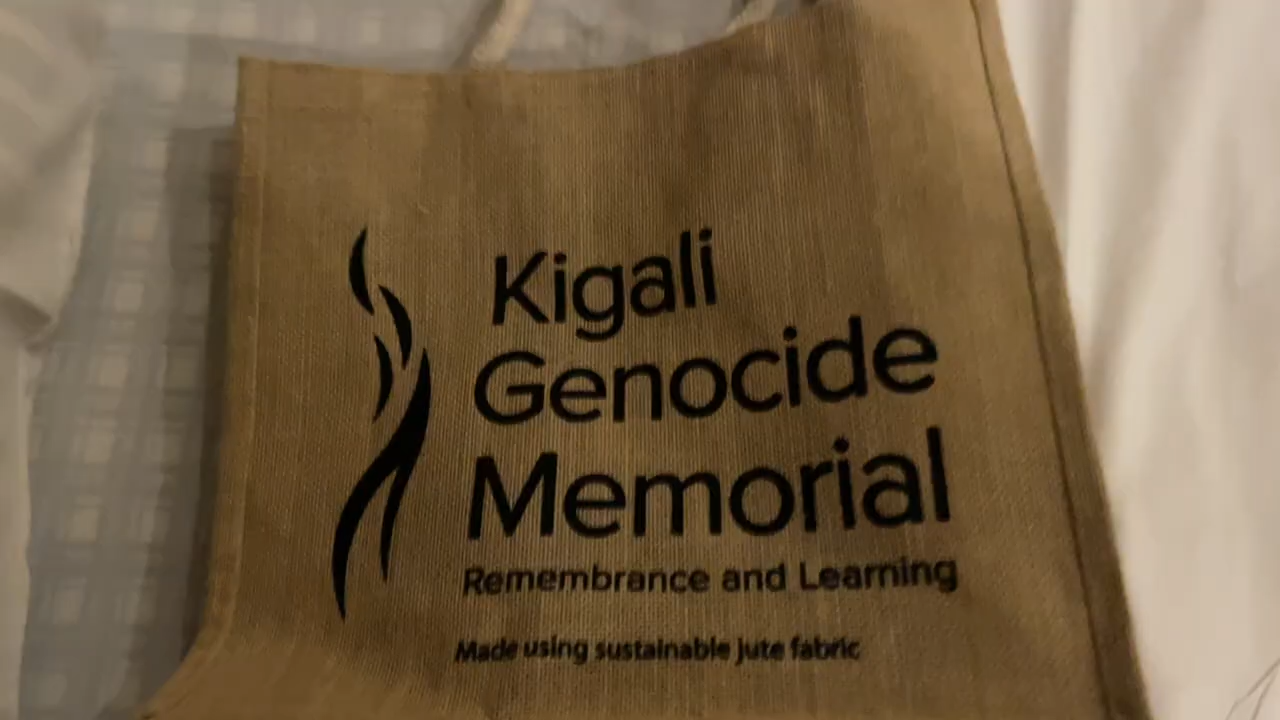 Kigali
Genocide
Memorial
Remembrance and Learning
Made using sustainable jute fabric